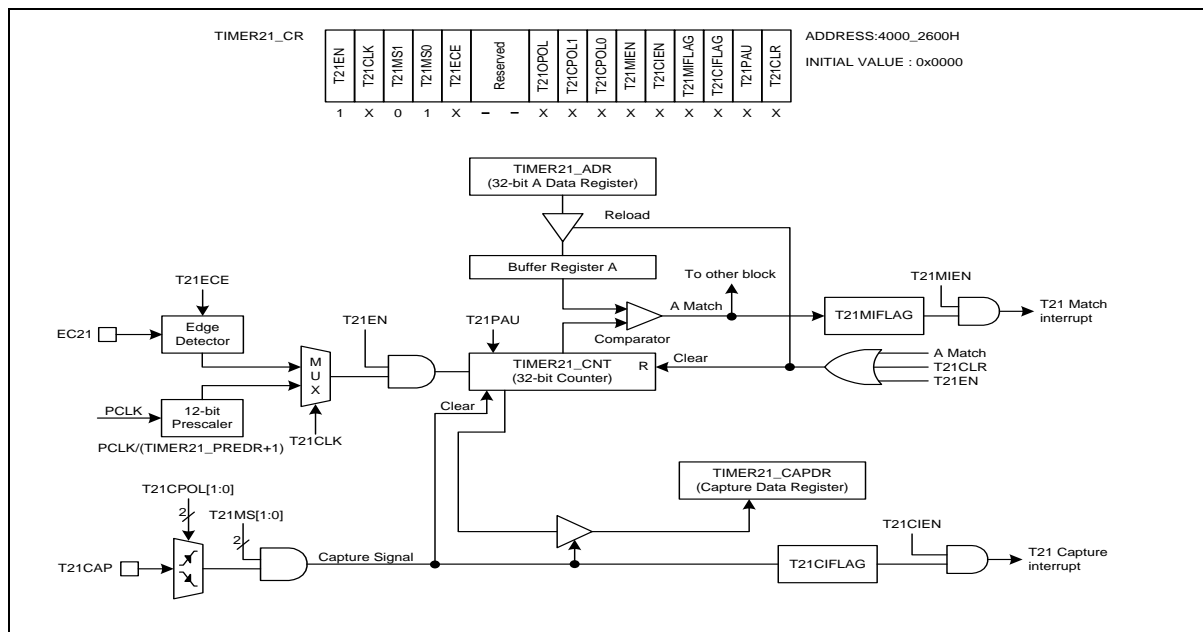 TIMER21_CR
T21EN
T21CLK
T21MS1
T21MS0
T21ECE
Reserved
T21OPOL
T21CPOL1
T21CPOL0
T21MIEN
T21CIEN
T21MIFLAG
T21CIFLAG
T21PAU
T21CLR
ADDRESS:4000_2600H
INITIAL VALUE : 0x0000
1 X 0 1 X – – X X X X X X X X X
TIMER21_ADR
(32-bit A Data Register)
Reload
Buffer Register A
To other block
T21MIEN
T21ECE
EC21
Edge
Detector
T21EN
T21PAU
A Match
T21MIFLAG
T21 Match
interrupt
Comparator
MUX
TIMER21_CNT
(32-bit Counter)
R
Clear
A Match
T21CLR
T21EN
PCLK
12-bit
Prescaler
Clear
T21CLK
PCLK/(TIMER21_PREDR+1)
TIMER21_CAPDR
(Capture Data Register)
T21CPOL[1:0]
2
T21MS[1:0]
2
T21CIEN
T21CAP
Capture Signal
T21CIFLAG
T21 Capture
interrupt